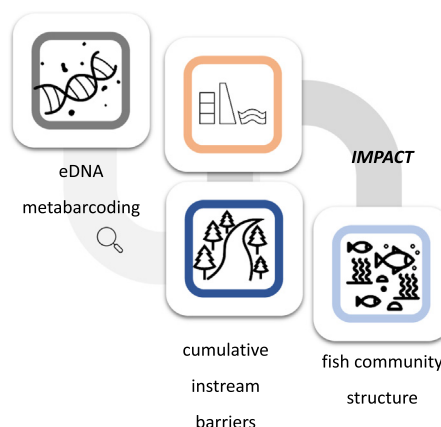 eDNA
metabarcoding
IMPACT
cumulative
instream
barriers
fish community
structure